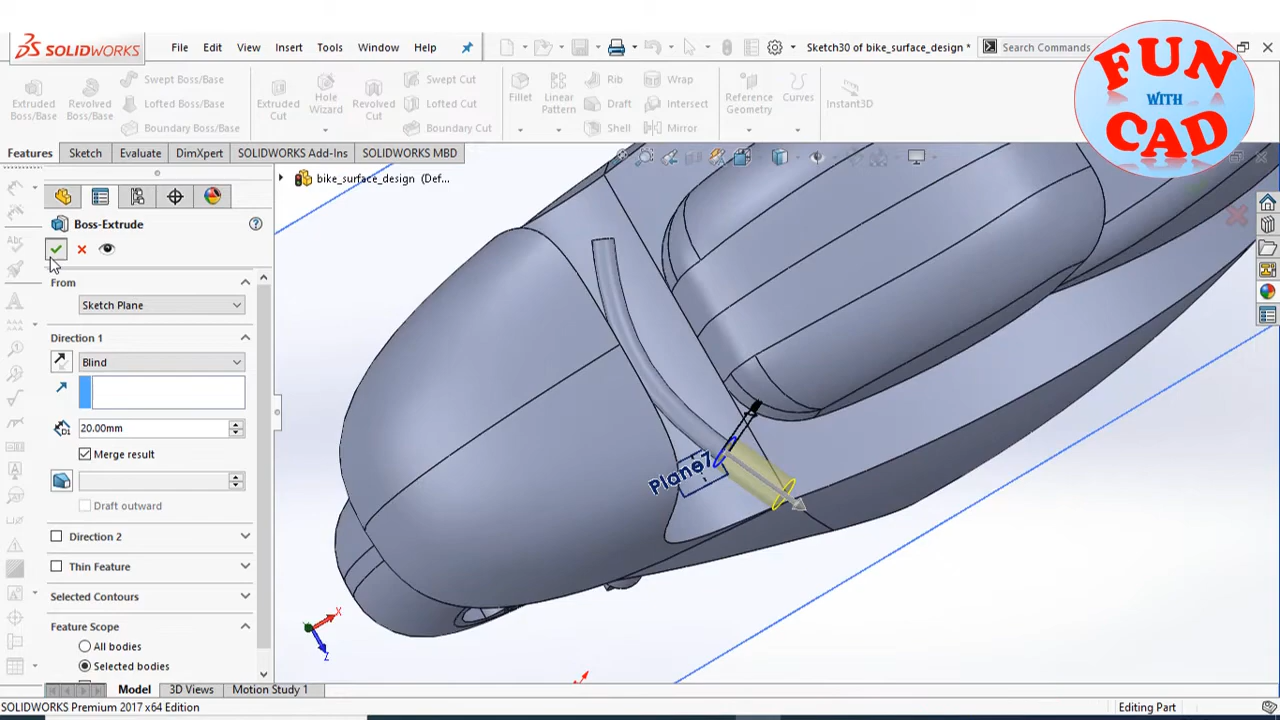 SOLIDWORKS
File Edit View Insert Tools Window Help
Sketch30 of bike_surface_design *
Search Commands
FUN
WITH
CAD
Extruded Boss/Base
Revolved Boss/Base
Swept Boss/Base
Lofted Boss/Base
Boundary Boss/Base
Extruded Cut
Hole Wizard
Revolved Cut
Swept Cut
Lofted Cut
Boundary Cut
Fillet
Linear Pattern
Rib
Draft
Shell
Wrap
Intersect
Mirror
Reference Geometry
Curves
Instant3D
Features Sketch Evaluate DimXpert SOLIDWORKS Add-Ins SOLIDWORKS MBD
bike_surface_design (Def...
Boss-Extrude
From
Sketch Plane
Direction 1
Blind
20.00mm
Merge result
Draft outward
Direction 2
Thin Feature
Selected Contours
Feature Scope
All bodies
Selected bodies
Plane7
X
Z
Model 3D Views Motion Study 1
SOLIDWORKS Premium 2017 x64 Edition
Editing Part